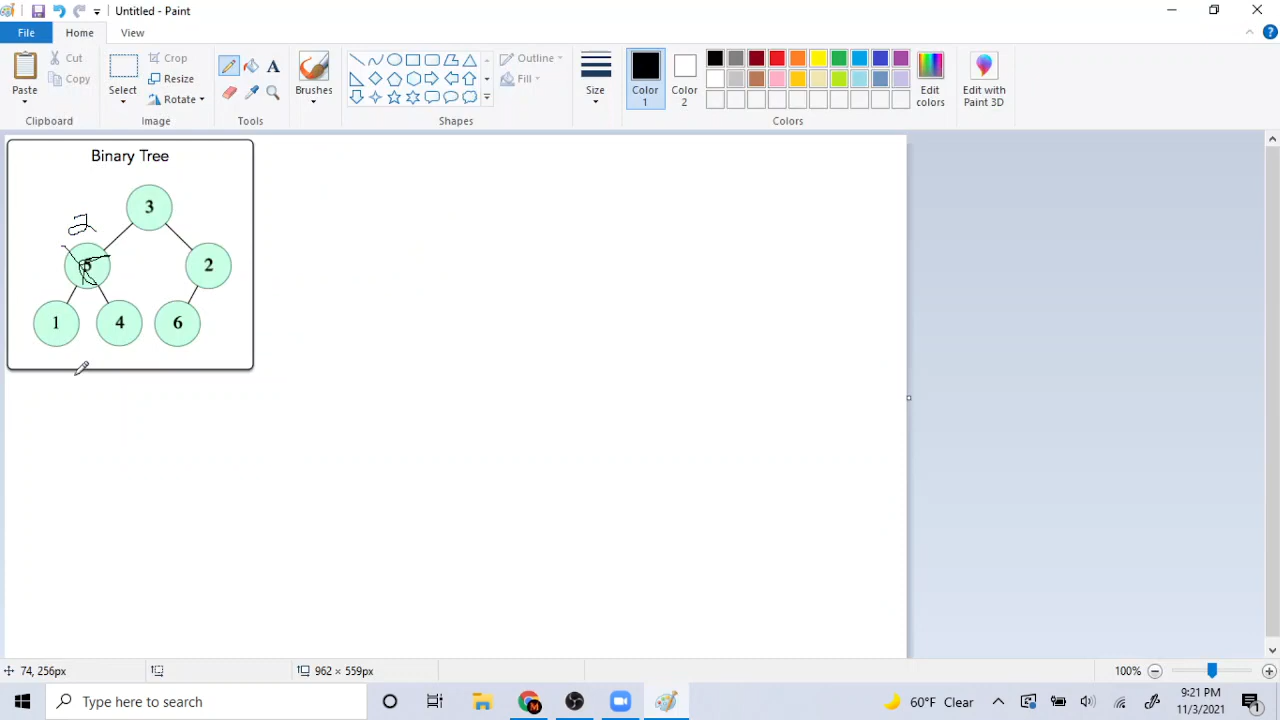 Untitled - Paint
File
Home
View
Paste
Cut
Copy
Clipboard
Select
Crop
Resize
Rotate
Image
A
Tools
Brushes
Shapes
Outline
Fill
Size
Color 1
Color 2
Colors
Edit colors
Edit with Paint 3D
Binary Tree
3
2
2
1
4
6
74, 256px
962 × 559px
100%
Type here to search
60°F Clear
9:21 PM
11/3/2021